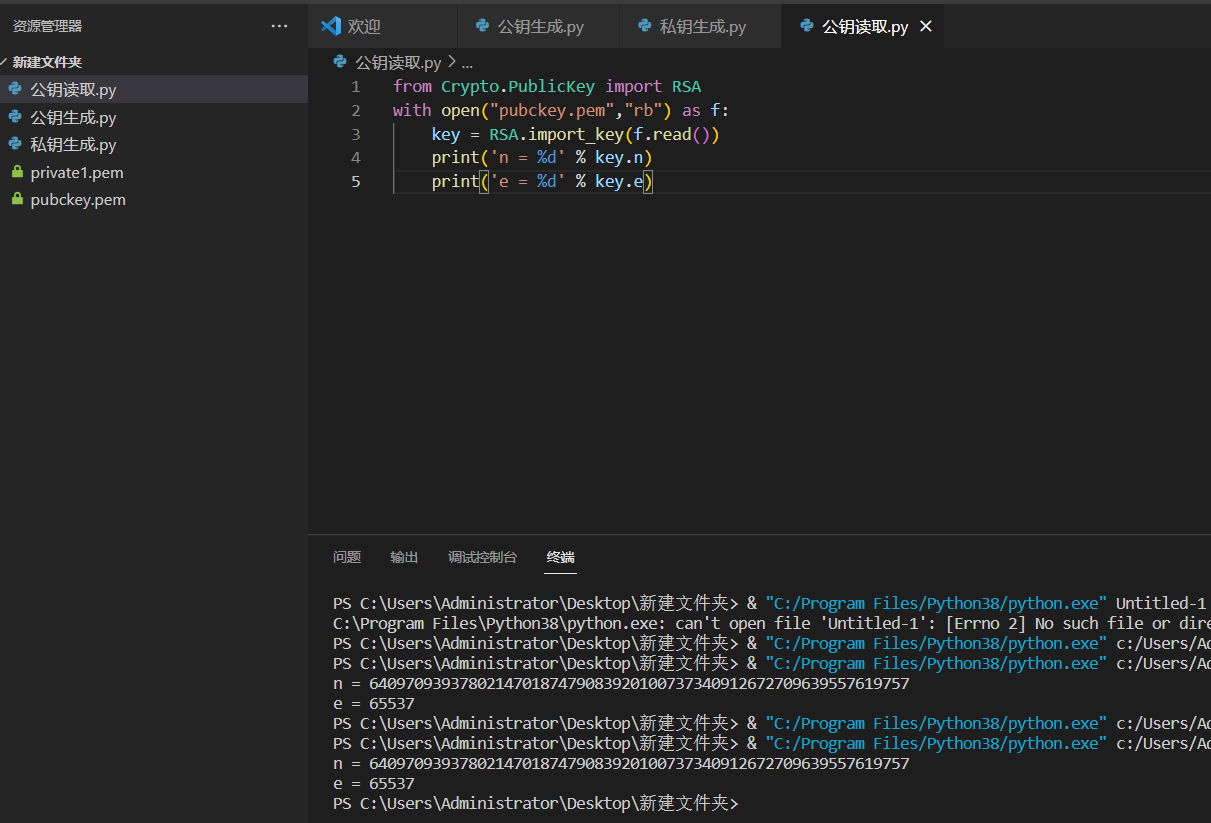 资源管理器 ...
欢迎 公钥生成.py 私钥生成.py 公钥读取.py
新建文件夹
公钥读取.py
公钥生成.py
私钥生成.py
private1.pem
pubckey.pem
公钥读取.py > ...
1 from Crypto.PublicKey import RSA
2 with open("pubckey.pem","rb") as f:
3 key = RSA.import_key(f.read())
4 print('n = %d' % key.n)
5 print('e = %d' % key.e)
问题 输出 调试控制台 终端
PS C:\Users\Administrator\Desktop\新建文件夹> & "C:/Program Files/Python38/python.exe" Untitled-1
C:\Program Files\Python38\python.exe: can't open file 'Untitled-1': [Errno 2] No such file or dire
PS C:\Users\Administrator\Desktop\新建文件夹> & "C:/Program Files/Python38/python.exe" c:/Users/Ad
PS C:\Users\Administrator\Desktop\新建文件夹> & "C:/Program Files/Python38/python.exe" c:/Users/Ad
n = 64097093937802147018747908392010073734091267270963955761​9757
e = 65537
PS C:\Users\Administrator\Desktop\新建文件夹> & "C:/Program Files/Python38/python.exe" c:/Users/Ad
PS C:\Users\Administrator\Desktop\新建文件夹> & "C:/Program Files/Python38/python.exe" c:/Users/Ad
n = 640970939378021470187479083920100737340912672709639557619757
e = 65537
PS C:\Users\Administrator\Desktop\新建文件夹>